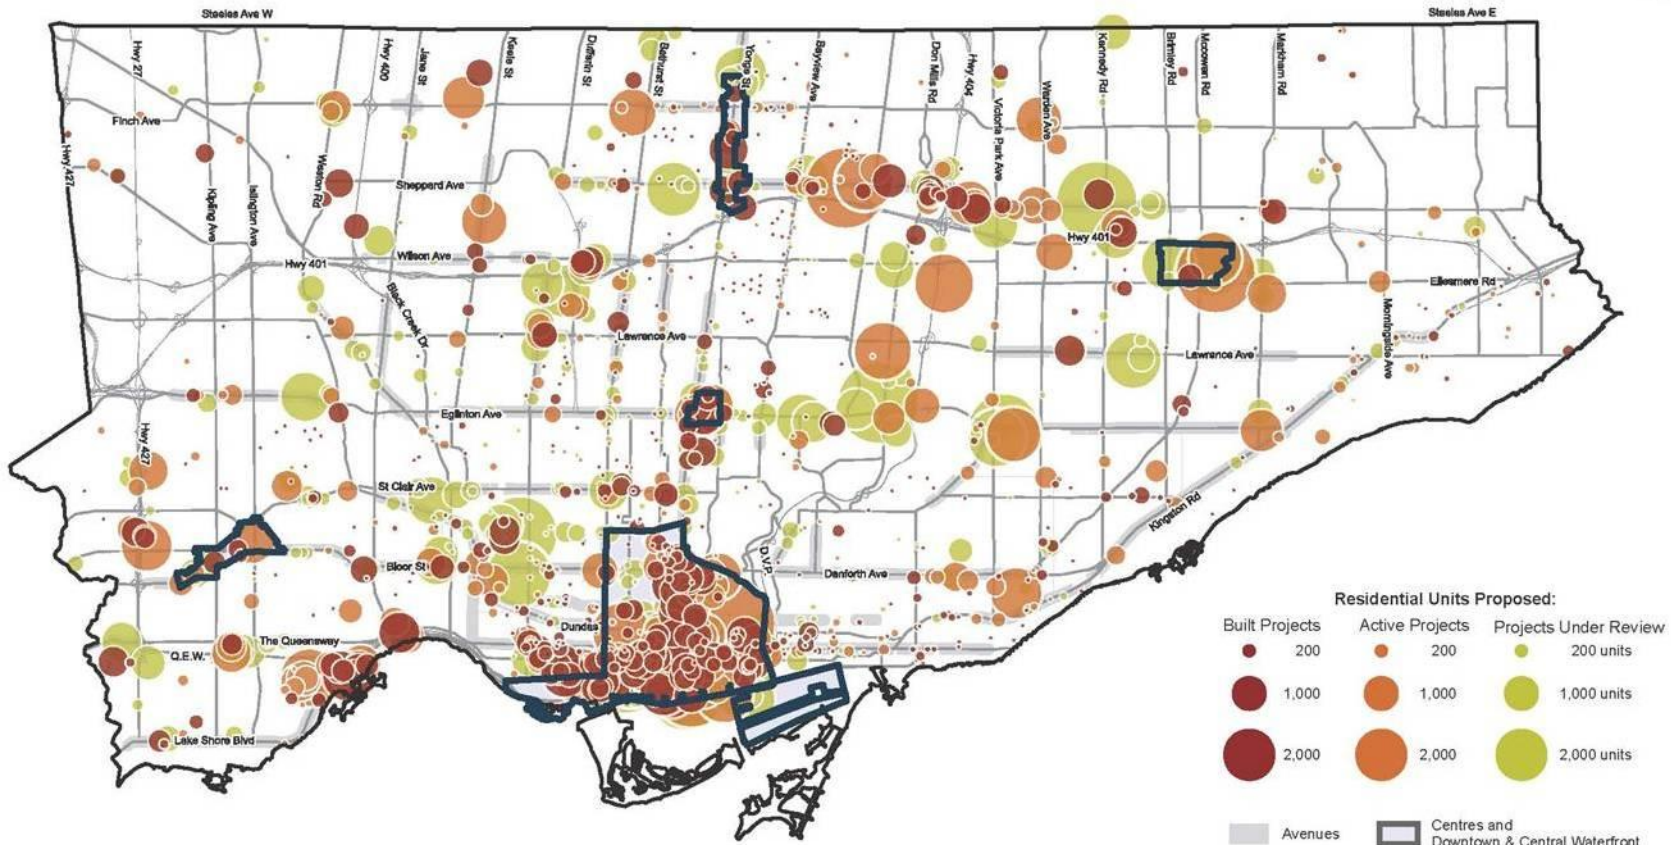 Steeles Ave W
Steeles Ave E
Hwy 27
Hwy 400
Jane St
Keele St
Dufferin St
Bathurst St
Yonge St
Bayview Ave
Don Mills Rd
Hwy 404
Victoria Park Ave
Warden Ave
Kennedy Rd
Brimley Rd
Mccowan Rd
Markham Rd
Finch Ave
Hwy. 427
Kipling Ave
Islington Ave
Weston Rd
Sheppard Ave
Hwy 401
Wilson Ave
Hwy 401
Ellesmere Rd
Black Creek Dr
Lawrence Ave
Lawrence Ave
Morningside Ave
Eglinton Ave
Hwy 427
St Clair Ave
Kingston Rd
Bloor St
D.V.P
Danforth Ave
Dundas
The Queensway
Q.E.W.
Lake Shore Blvd
Residential Units Proposed:
Built Projects Active Projects Projects Under Review
200 200 200 units
1,000 1,000 1,000 units
2,000 2,000 2,000 units
Avenues
Centres and
Downtown & Central Waterfront